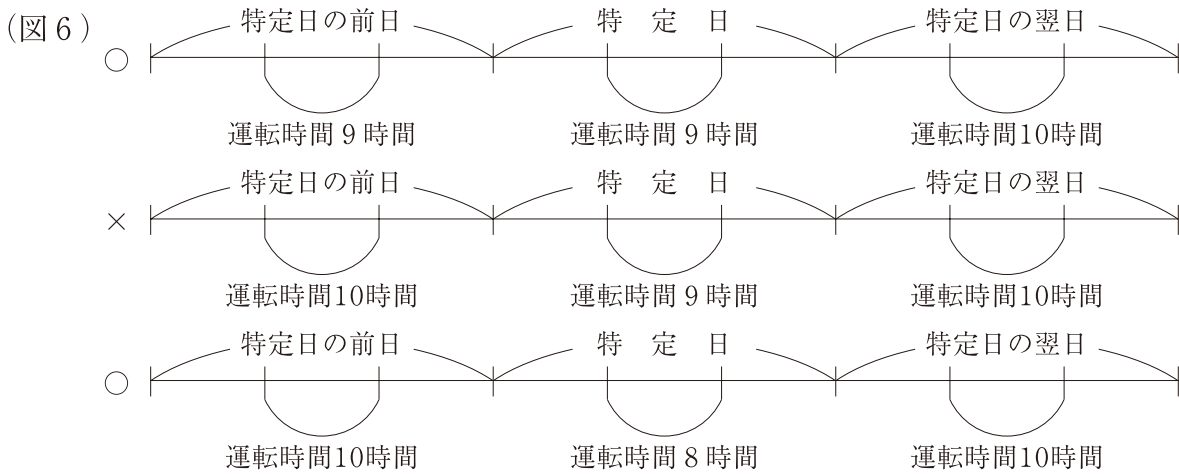 (図6)
特定日の前日 特 定 日 特定日の翌日
○
運転時間9時間 運転時間9時間 運転時間10時間
特定日の前日 特 定 日 特定日の翌日
×
運転時間10時間 運転時間9時間 運転時間10時間
特定日の前日 特 定 日 特定日の翌日
○
運転時間10時間 運転時間8時間 運転時間10時間